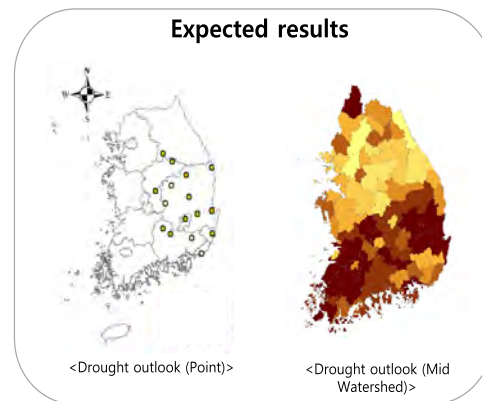 Expected results
N
W E
S
<Drought outlook (Point)>
<Drought outlook (Mid
Watershed)>